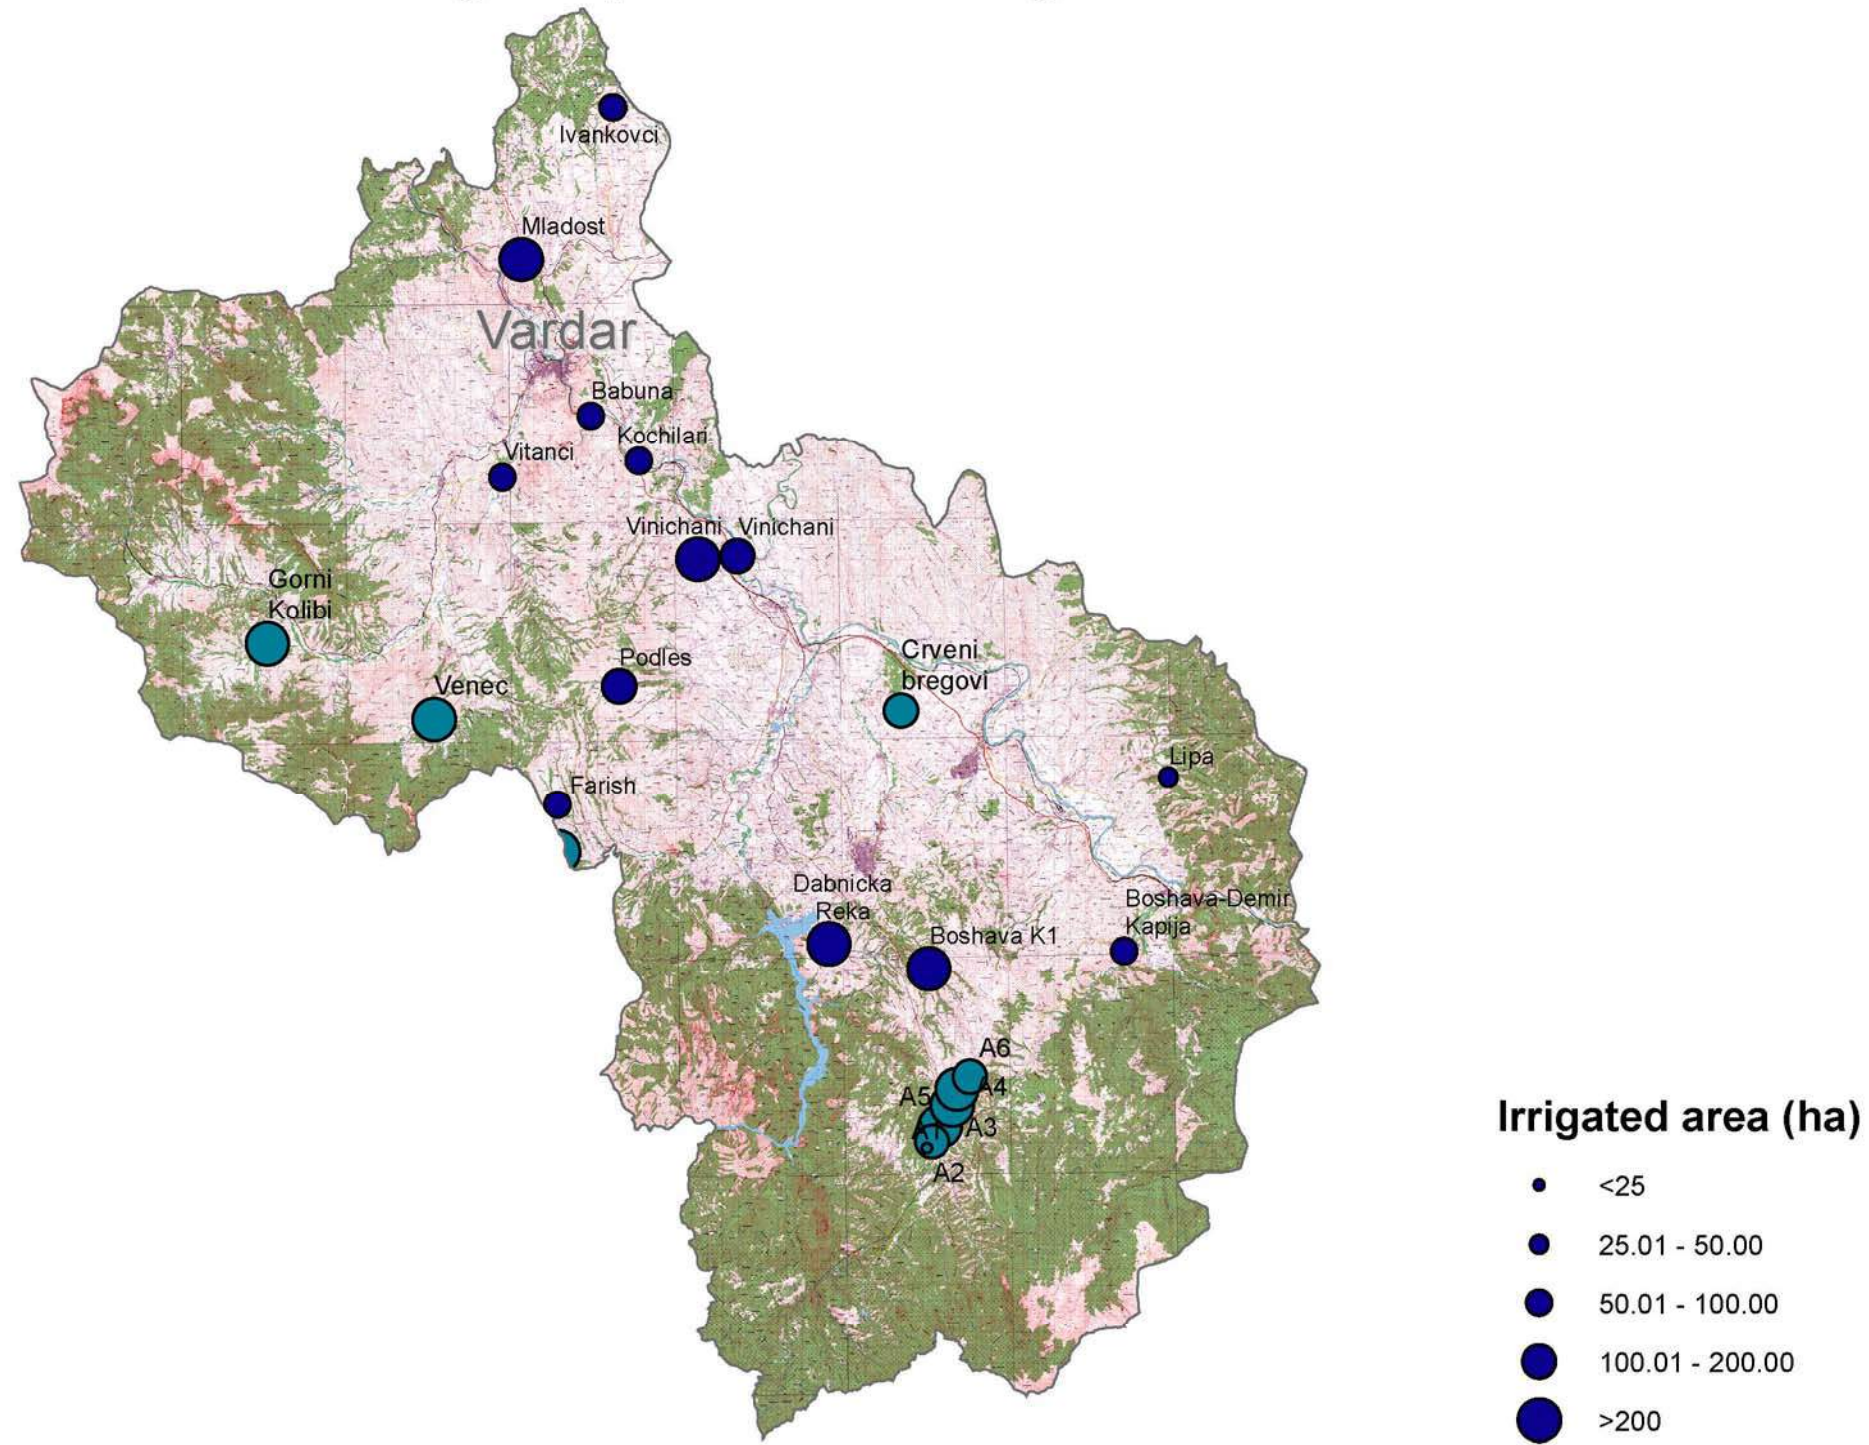 Ivankovci
Mladost
Vardar
Babuna
Kochilari
Vitanci
Vinichani
Vinichani
Gorni
Kolibi
Podles
Crveni
bregovi
Venec
Lipa
Farish
Dabnicka
Reka
Boshava-Demir
Kapija
Boshava K1
A6
A4
A5
A3
A2
Irrigated area (ha)
<25
25.01 - 50.00
50.01 - 100.00
100.01 - 200.00
>200